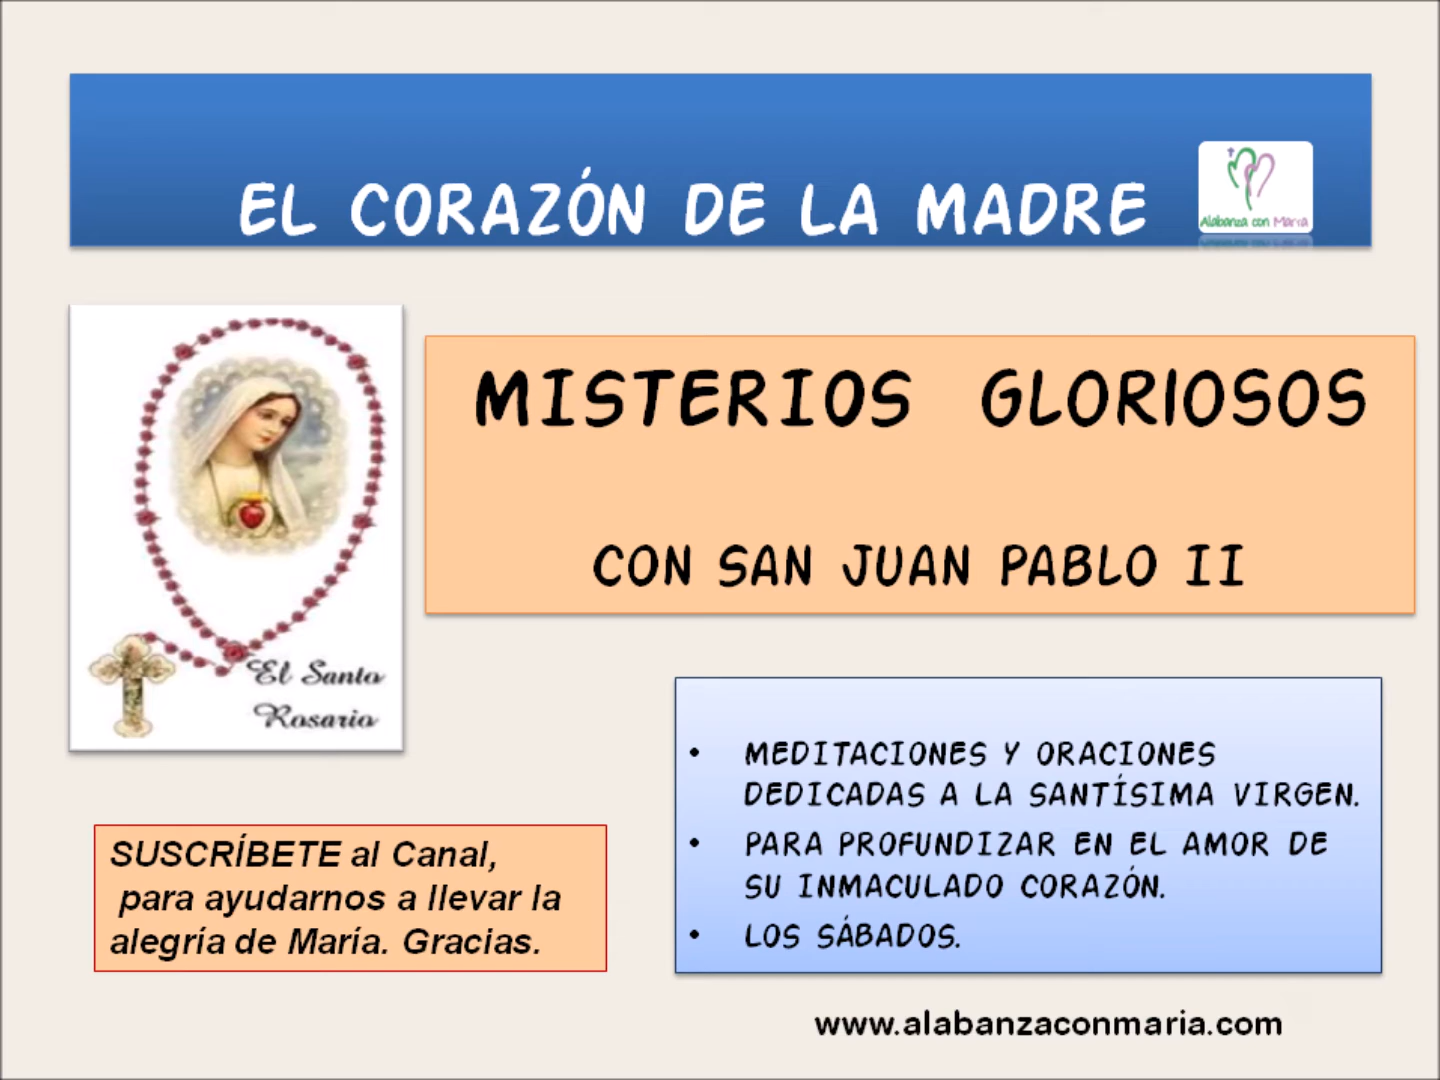 EL CORAZÓN DE LA MADRE
Alabanza con María
MISTERIOS GLORIOSOS
CON SAN JUAN PABLO II
El Santo
Rosario
• MEDITACIONES Y ORACIONES
DEDICADAS A LA SANTÍSIMA VIRGEN.
• PARA PROFUNDIZAR EN EL AMOR DE
SU INMACULADO CORAZÓN.
• LOS SÁBADOS.
SUSCRÍBETE al Canal,
para ayudarnos a llevar la
alegría de María. Gracias.
www.alabanzaconmaria.com